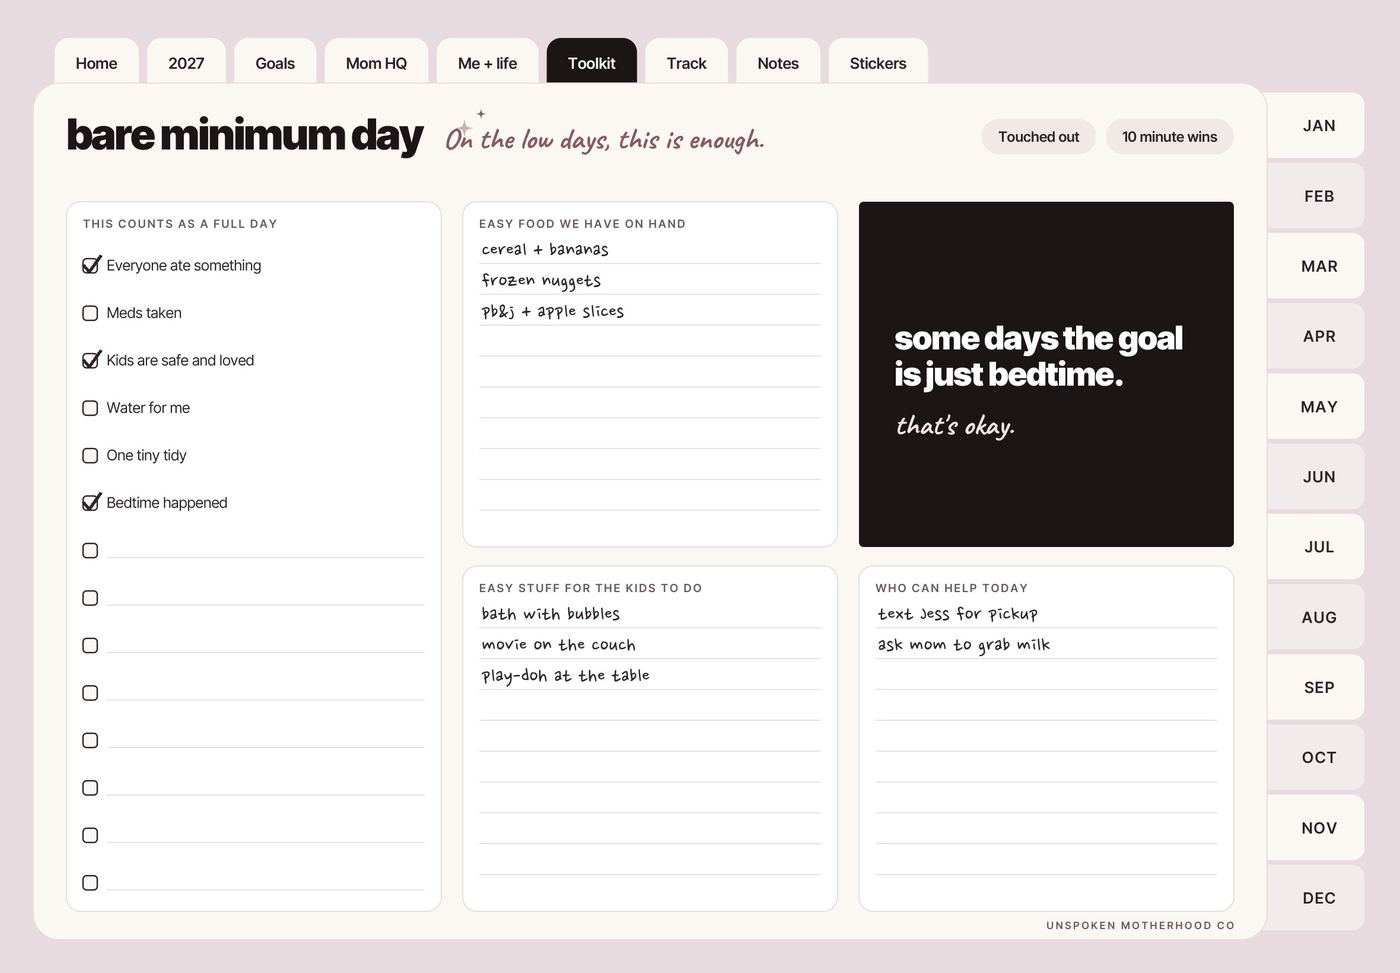 Home
2027
Goals
Mom HQ
Me + life
Toolkit
Track
Notes
Stickers
bare minimum day
On the low days, this is enough.
Touched out
10 minute wins
THIS COUNTS AS A FULL DAY
Everyone ate something
Meds taken
Kids are safe and loved
Water for me
One tiny tidy
Bedtime happened
EASY FOOD WE HAVE ON HAND
cereal + bananas
frozen nuggets
pb&j + apple slices
some days the goal
is just bedtime.
that's okay.
EASY STUFF FOR THE KIDS TO DO
bath with bubbles
movie on the couch
play-doh at the table
WHO CAN HELP TODAY
text Jess for pickup
ask mom to grab milk
UNSPOKEN MOTHERHOOD CO
JAN
FEB
MAR
APR
MAY
JUN
JUL
AUG
SEP
OCT
NOV
DEC